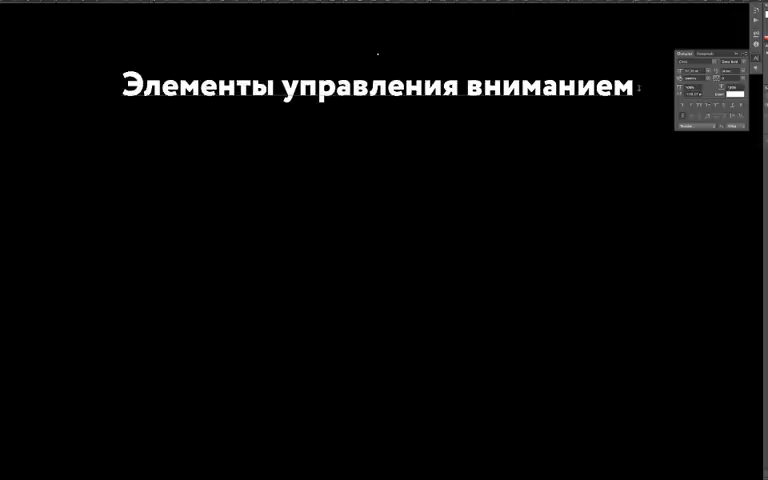 Элементы управления вниманием